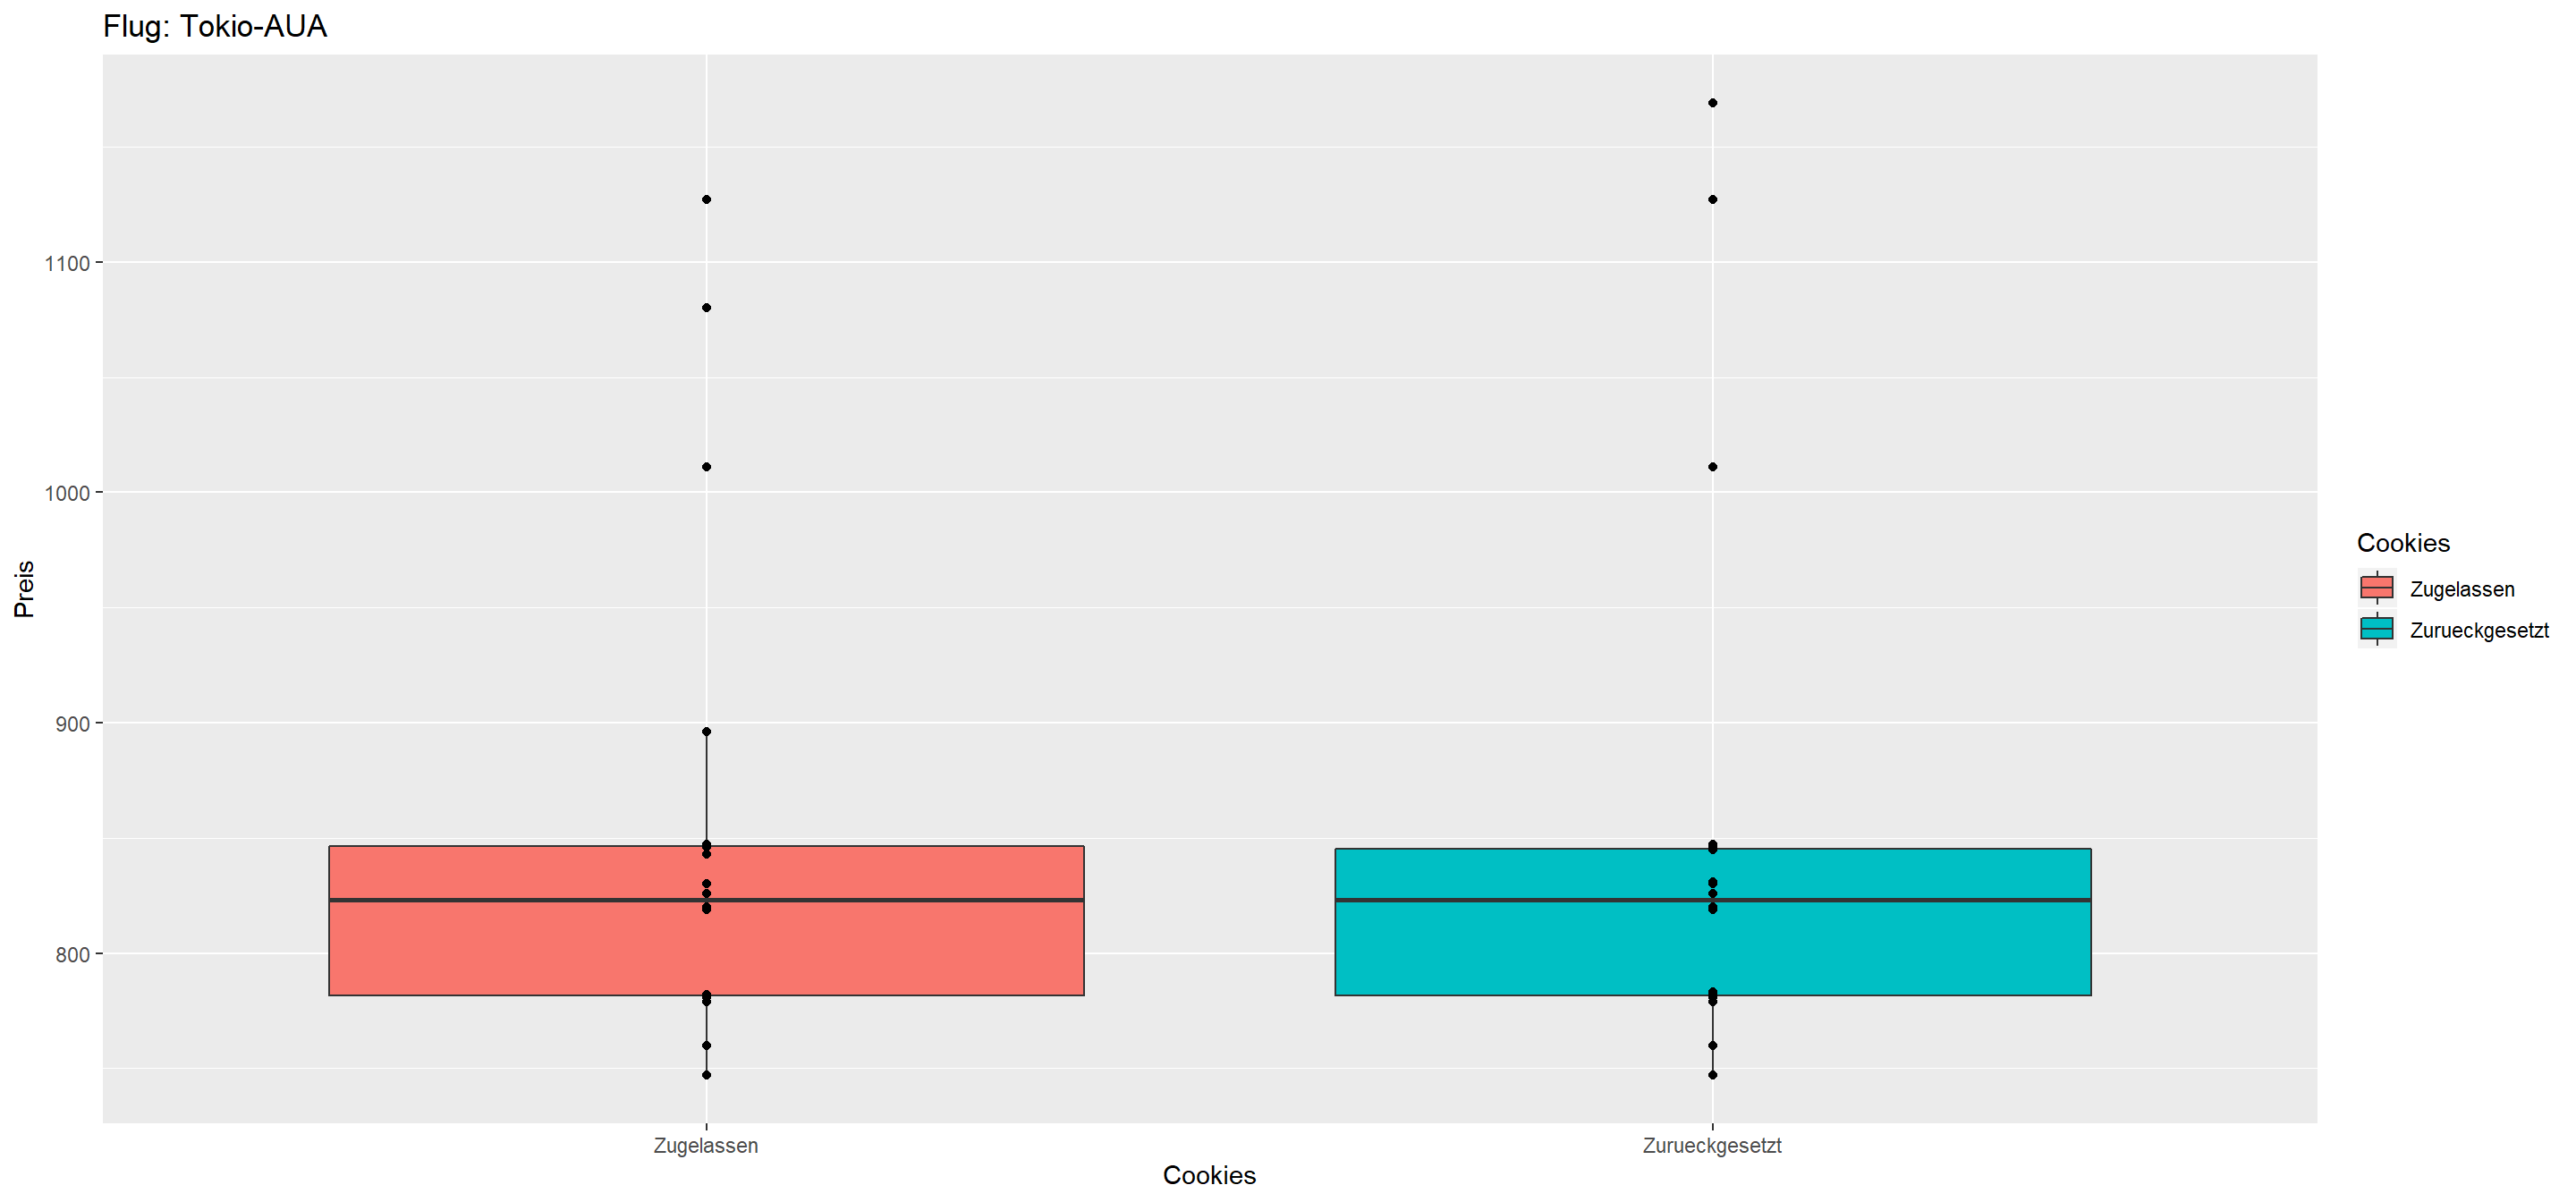 Flug: Tokio-AUA
1100
1000
900
800
Preis
Zugelassen
Zurueckgesetzt
Cookies
Cookies
Zugelassen
Zurueckgesetzt